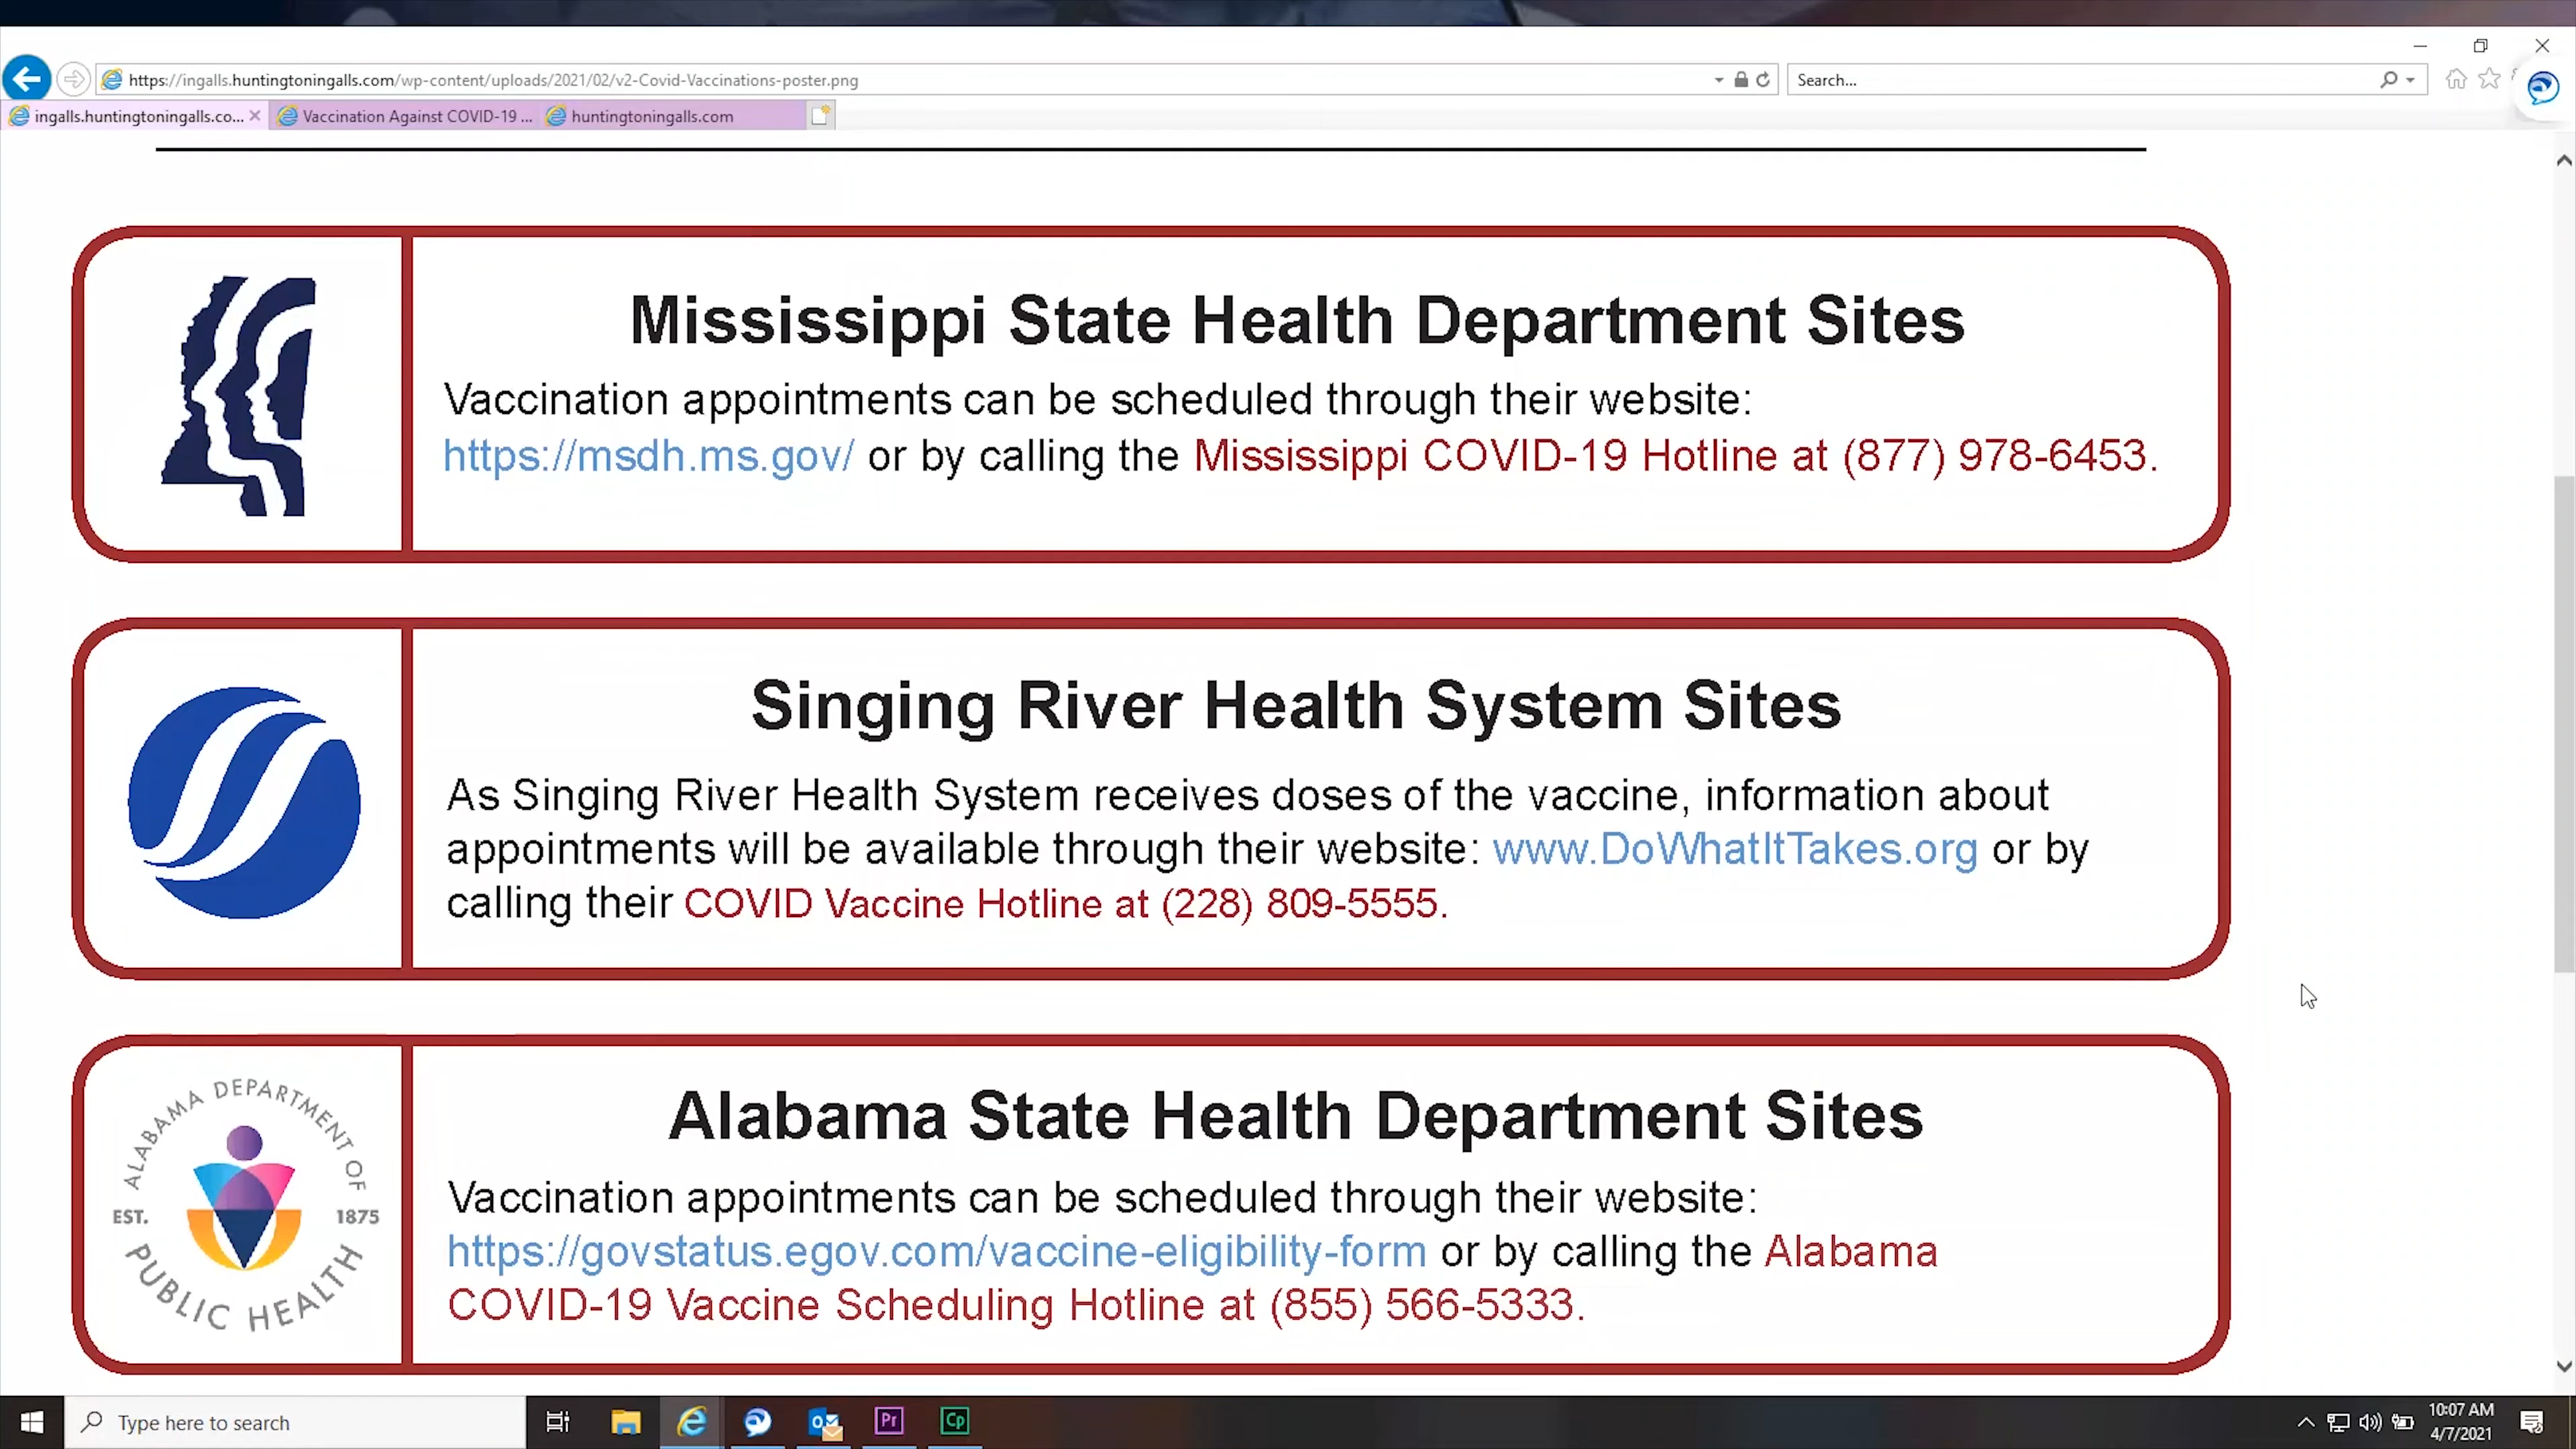 https://ingalls.huntingtoningalls.com/wp-content/uploads/2021/02/v2-Covid-Vaccinations-poster.png
Search...
ingalls.huntingtoningalls.co...
Vaccination Against COVID-19 ...
huntingtoningalls.com
Mississippi State Health Department Sites
Vaccination appointments can be scheduled through their website:
https://msdh.ms.gov/ or by calling the Mississippi COVID-19 Hotline at (877) 978-6453.
Singing River Health System Sites
As Singing River Health System receives doses of the vaccine, information about
appointments will be available through their website: www.DoWhatItTakes.org or by
calling their COVID Vaccine Hotline at (228) 809-5555.
ALABAMA DEPARTMENT OF
EST. 1875
PUBLIC HEALTH
Alabama State Health Department Sites
Vaccination appointments can be scheduled through their website:
https://govstatus.egov.com/vaccine-eligibility-form or by calling the Alabama
COVID-19 Vaccine Scheduling Hotline at (855) 566-5333.
Type here to search
Pr
Cp
10:07 AM
4/7/2021